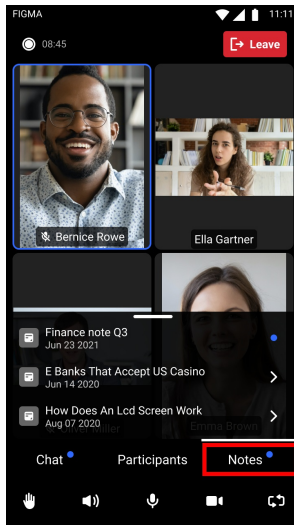 FIGMA
11:11
08:45
Leave
Bernice Rowe
Ella Gartner
Finance note Q3
Jun 23 2021
E Banks That Accept US Casino
Jun 14 2020
How Does An Lcd Screen Work
Aug 07 2020
Emma Brown
Chat
Participants
Notes